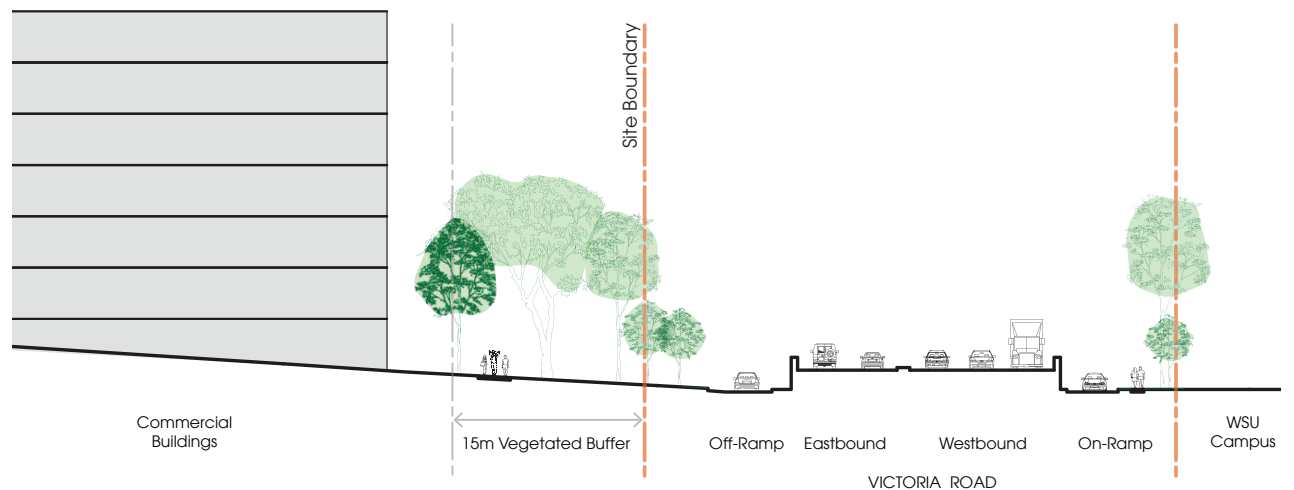 Site Boundary
Commercial
Buildings
15m Vegetated Buffer
Off-Ramp
Eastbound
Westbound
On-Ramp
WSU
Campus
VICTORIA ROAD